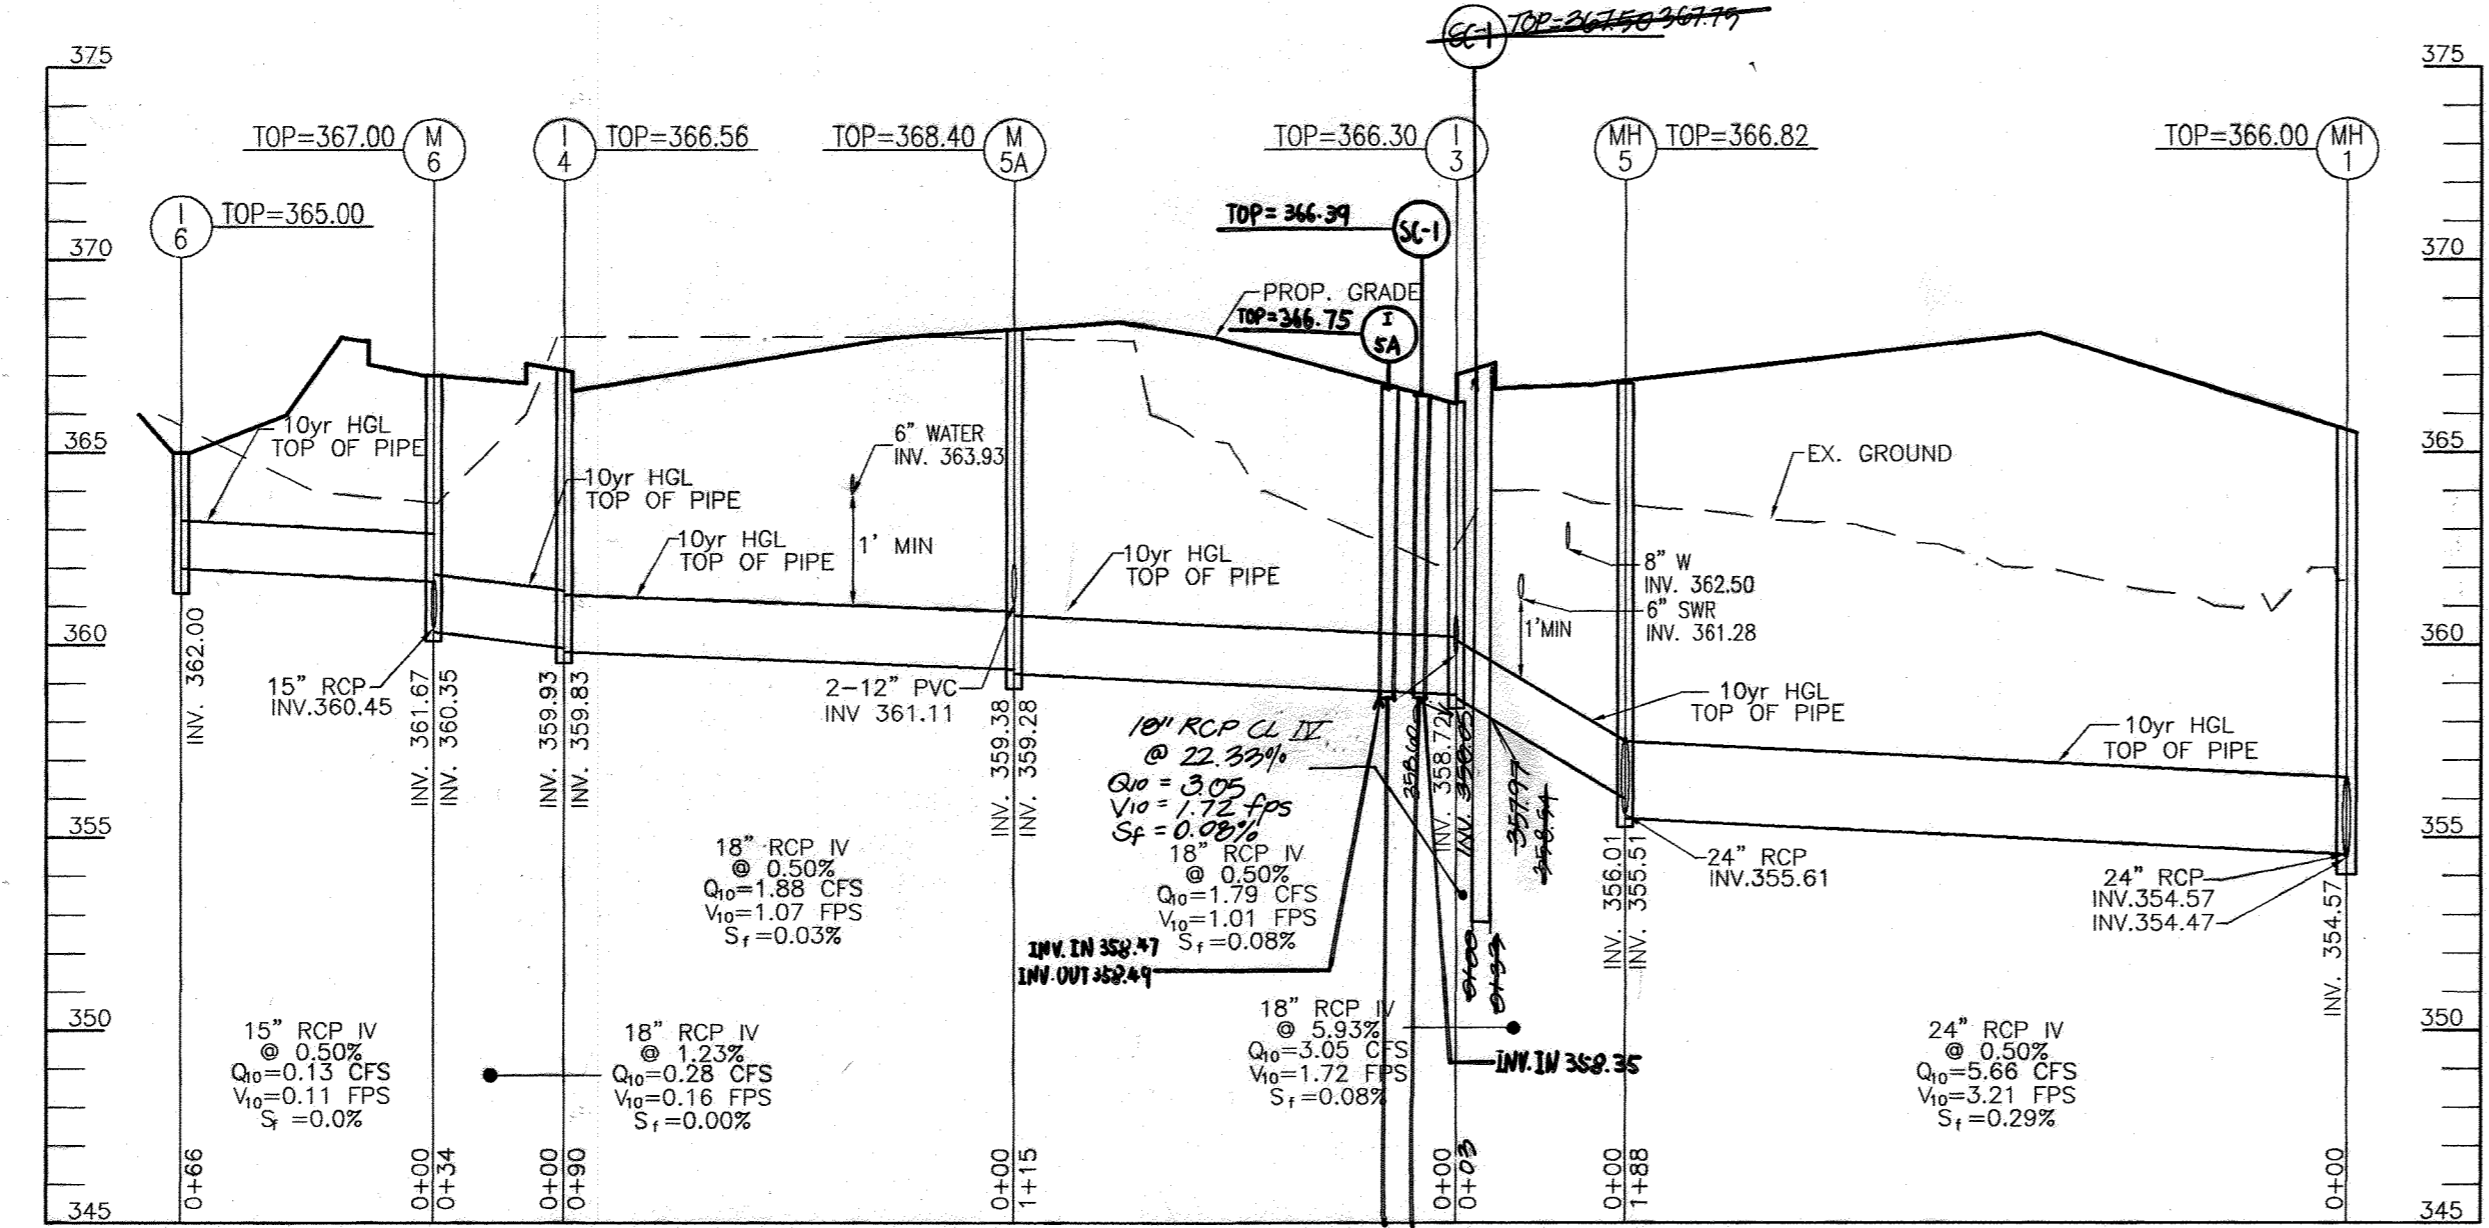 SC-1 TOP=367.50 367.75
375
375
TOP=367.00
M
6
I
4
TOP=366.56
TOP=368.40
M
5A
TOP=366.30
I
3
MH
5
TOP=366.82
TOP=366.00
MH
1
I
6
TOP=365.00
TOP= 366.39
SC-1
370
370
PROP. GRADE
TOP=366.75
I
5A
10yr HGL
TOP OF PIPE
365
365
6" WATER
INV. 363.93
EX. GROUND
10yr HGL
TOP OF PIPE
10yr HGL
TOP OF PIPE
1' MIN
10yr HGL
TOP OF PIPE
8" W
INV. 362.50
6" SWR
INV. 361.28
1'MIN
360
360
INV. 362.00
15" RCP
INV.360.45
INV. 361.67
INV. 360.35
INV. 359.93
INV. 359.83
2-12" PVC
INV 361.11
INV. 359.38
INV. 359.28
10yr HGL
TOP OF PIPE
10yr HGL
TOP OF PIPE
18" RCP CL IV
@ 22.33%
Q10 = 3.05
V10 = 1.72 fps
Sf = 0.08%
358.60
INV. 358.72
INV.
357.97
358.54
355
355
18" RCP IV
@ 0.50%
Q10=1.88 CFS
V10=1.07 FPS
Sf=0.03%
18" RCP IV
@ 0.50%
Q10=1.79 CFS
V10=1.01 FPS
Sf=0.08%
INV. IN 358.47
INV. OUT 358.49
INV. 356.01
INV. 355.51
24" RCP
INV.355.61
24" RCP
INV.354.57
INV.354.47
INV. 354.57
350
350
15" RCP IV
@ 0.50%
Q10=0.13 CFS
V10=0.11 FPS
Sf=0.0%
18" RCP IV
@ 1.23%
Q10=0.28 CFS
V10=0.16 FPS
Sf=0.00%
18" RCP IV
@ 5.93%
Q10=3.05 CFS
V10=1.72 FPS
Sf=0.08%
INV. IN 358.35
24" RCP IV
@ 0.50%
Q10=5.66 CFS
V10=3.21 FPS
Sf=0.29%
0+66
0+00
0+34
0+00
0+90
0+00
1+15
0+00
0+03
0+00
1+88
0+00
345
345